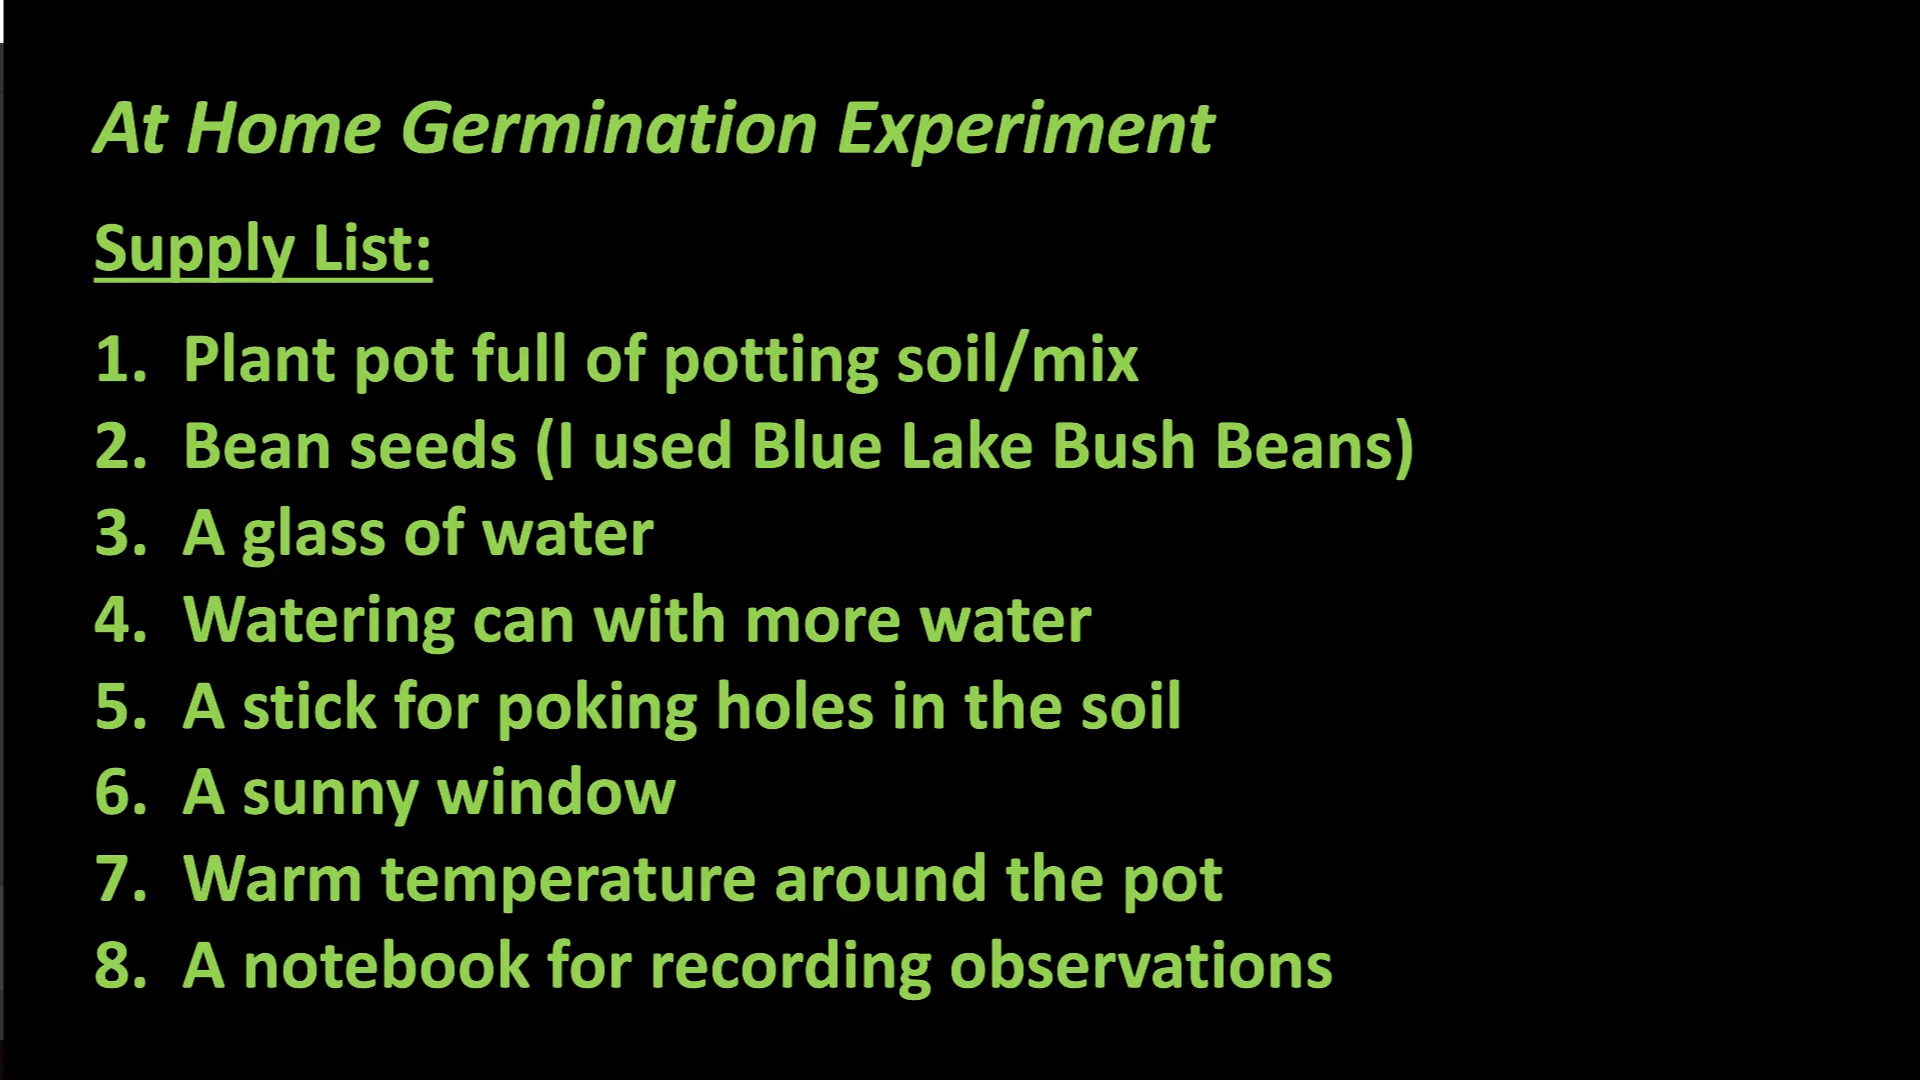 At Home Germination Experiment
Supply List:
1. Plant pot full of potting soil/mix
2. Bean seeds (I used Blue Lake Bush Beans)
3. A glass of water
4. Watering can with more water
5. A stick for poking holes in the soil
6. A sunny window
7. Warm temperature around the pot
8. A notebook for recording observations